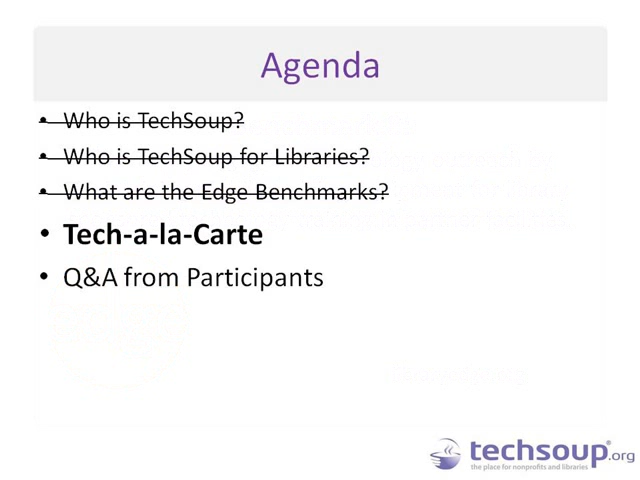 Agenda
• Who is TechSoup?
• Who is TechSoup for Libraries?
• What are the Edge Benchmarks?
• Tech-a-la-Carte
• Q&A from Participants
techsoup®.org
the place for nonprofits and libraries